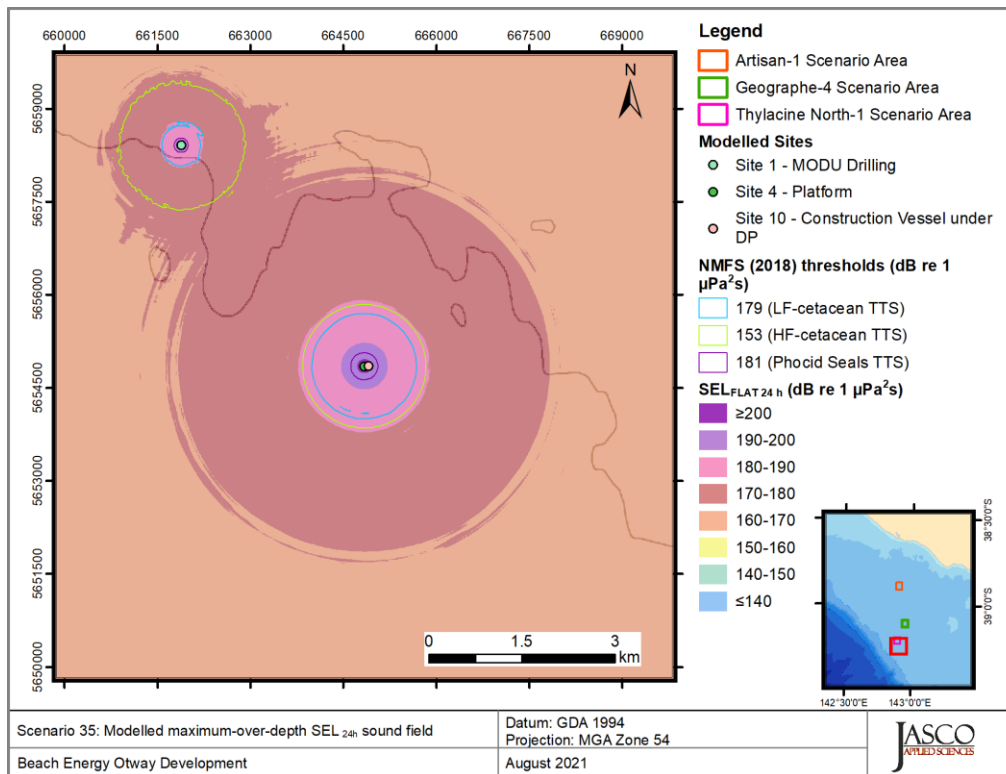 660000 661500 663000 664500 666000 667500 669000
5659000
5657500
5656000
5654500
5653000
5651500
5650000
N
0 1.5 3
km
Legend
Artisan-1 Scenario Area
Geographe-4 Scenario Area
Thylacine North-1 Scenario Area
Modelled Sites
Site 1 - MODU Drilling
Site 4 - Platform
Site 10 - Construction Vessel under
DP
NMFS (2018) thresholds (dB re 1
µPa²s)
179 (LF-cetacean TTS)
153 (HF-cetacean TTS)
181 (Phocid Seals TTS)
SEL FLAT 24 h (dB re 1 µPa²s)
≥200
190-200
180-190
170-180
160-170
150-160
140-150
≤140
38°30'S
39°0'0"S
142°30'0"E 143°0'0"E
Scenario 35: Modelled maximum-over-depth SEL 24h sound field
Beach Energy Otway Development
Datum: GDA 1994
Projection: MGA Zone 54
August 2021
JASCO
APPLIED SCIENCES